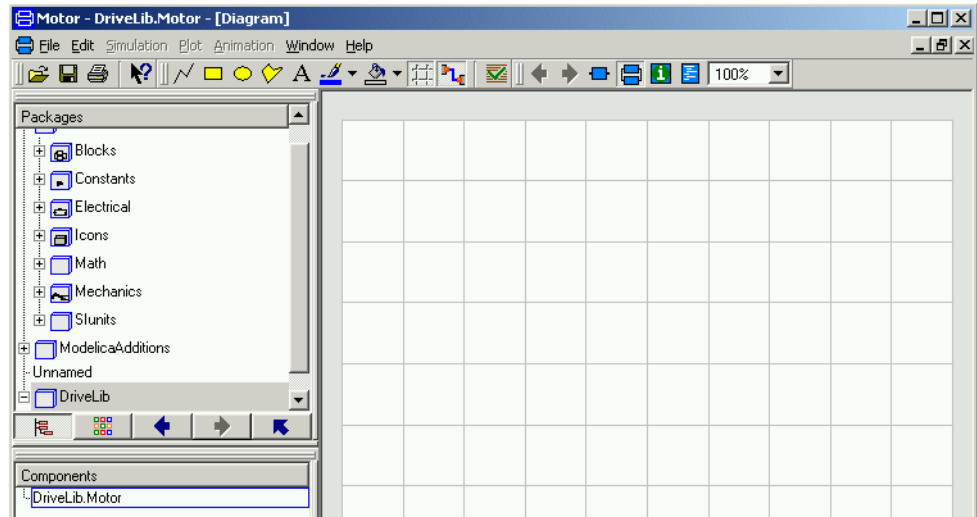 Motor - DriveLib.Motor - [Diagram]
File Edit Simulation Plot Animation Window Help
A 100%
Packages
Blocks
Constants
Electrical
Icons
Math
Mechanics
SIunits
ModelicaAdditions
Unnamed
DriveLib
Components
DriveLib.Motor